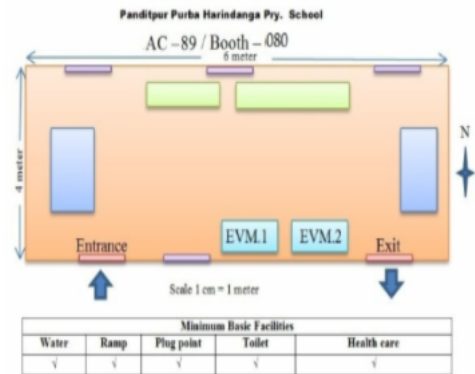 Panditpur Purba Harindanga Pry. School
AC – 89 / Booth – 080
6 meter
4 meter
N
EVM.1 EVM.2
Entrance Exit
Scale 1 cm = 1 meter
Minimum Basic Facilities
Water Ramp Plug point Toilet Health care
√ √ √ √ √